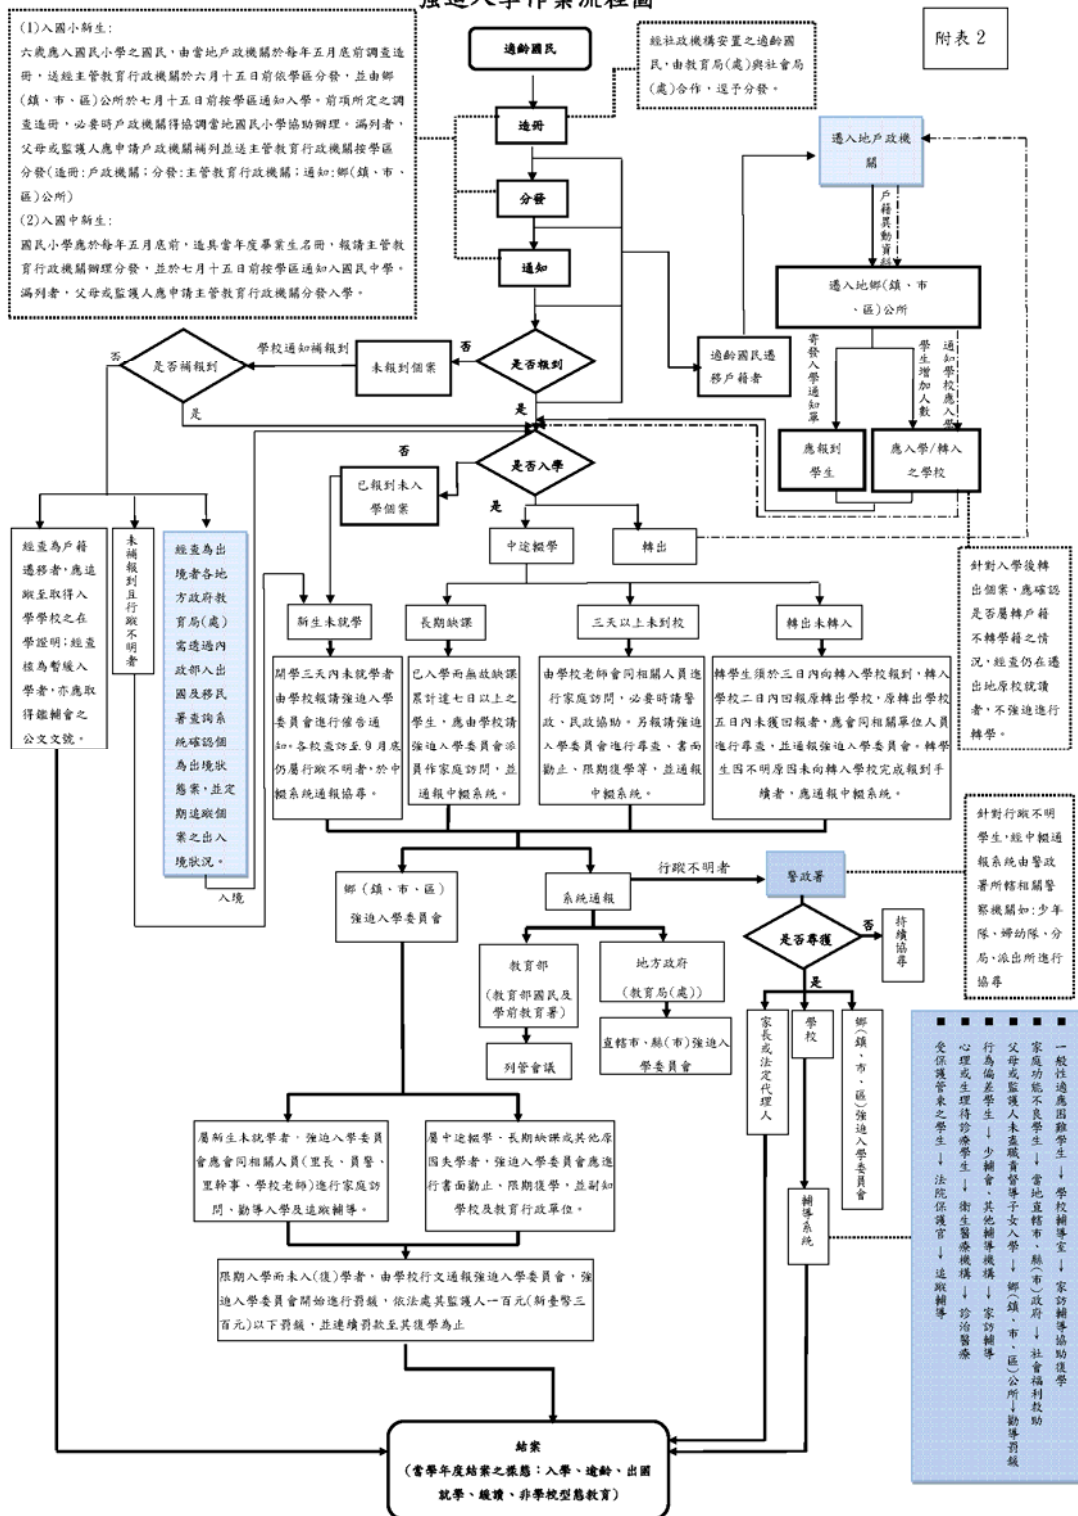 強迫入學作業流程圖
附表 2
(1)入國小新生:
六歲應入國民小學之國民，由當地戶政機關於每年五月底前調查造
冊，送經主管教育行政機關於六月十五日前依學區分發，並由鄉
(鎮、市、區)公所於七月十五日前按學區通知入學。前項所定之調
查造冊，必要時戶政機關得協調當地國民小學協助辦理。漏列者，
父母或監護人應申請戶政機關補列並送主管教育行政機關按學區
分發(造冊:戶政機關；分發:主管教育行政機關；通知:鄉(鎮、市、
區)公所)
(2)入國中新生:
國民小學應於每年五月底前，造具當年度畢業生名冊，報請主管教
育行政機關辦理分發，並於七月十五日前按學區通知入國民中學。
漏列者，父母或監護人應申請主管教育行政機關分發入學。
適齡國民
經社政機構安置之適齡國
民，由教育局(處)與社會局
(處)合作，逕予分發。
造冊
分發
通知
遷入地戶政機
關
戶籍異動資料
遷入地鄉(鎮、市
、區)公所
適齡國民遷
移戶籍者
寄發入學通知單
學生增加人數
通知學校應入學
應報到
學生
應入學/轉入
之學校
是否報到
否
未報到個案
學校通知補報到
是否補報到
否
是
是
是否入學
否
已報到未入
學個案
是
中途輟學
轉出
經查為戶籍
遷移者，應追
蹤至取得入
學學校之在
學證明；經查
核為暫緩入
學者，亦應取
得鑑輔會之
公文文號。
未補報到且行蹤不明者
經查為出
境者各地
方政府教
育局(處)
需透過內
政部入出
國及移民
署查詢系
統確認個
為出境狀
態案，並定
期追蹤個
案之出入
境狀況。
入境
新生未就學
長期缺課
三天以上未到校
轉出未轉入
開學三天內未就學者
由學校報請強迫入學
委員會進行催告通
知。各校查訪至 9 月底
仍屬行蹤不明者，於中
輟系統通報協尋。
已入學而無故缺課
累計達七日以上之
學生，應由學校請
強迫入學委員會派
員作家庭訪問，並
通報中輟系統。
由學校老師會同相關人員進
行家庭訪問，必要時請警
政、民政協助。另報請強迫
入學委員會進行尋查、書面
勸止、限期復學等，並通報
中輟系統。
轉學生須於三日內向轉入學校報到，轉入
學校二日內回報原轉出學校，原轉出學校
五日內未獲回報者，應會同相關單位人員
進行尋查，並通報強迫入學委員會。轉學
生因不明原因未向轉入學校完成報到手
續者，應通報中輟系統。
針對入學後轉
出個案，應確認
是否屬轉戶籍
不轉學籍之情
況，經查仍在遷
出地原校就讀
者，不強迫進行
轉學。
鄉（鎮、市、區）
強迫入學委員會
系統通報
行蹤不明者
警政署
是否尋獲
否
持續協尋
是
針對行蹤不明
學生，經中輟通
報系統由警政
署所轄相關警
察機關如:少年
隊、婦幼隊、分
局、派出所進行
協尋
教育部
(教育部國民及
學前教育署)
列管會議
地方政府
(教育局(處))
直轄市、縣(市)強迫入
學委員會
家長或法定代理人
學校
鄉(鎮、市、區)強迫入學委員會
輔導系統
屬新生未就學者，強迫入學委員
會應會同相關人員(里長、員警、
里幹事、學校老師)進行家庭訪
問、勸導入學及追蹤輔導。
屬中途輟學、長期缺課或其他原
因失學者，強迫入學委員會應進
行書面勸止、限期復學，並副知
學校及教育行政單位。
限期入學而未入(復)學者，由學校行文通報強迫入學委員會，強
迫入學委員會開始進行罰鍰，依法處其監護人一百元(新臺幣三
百元)以下罰鍰，並連續罰款至其復學為止
■ 一般性適應困難學生→學校輔導室→家訪輔導協助復學
■ 家庭功能不良學生→當地直轄市、縣(市)政府→社會福利救助
■ 父母或監護人未盡職責督導子女入學→鄉(鎮、市、區)公所→勸導罰鍰
■ 行為偏差學生→少輔會、其他輔導機構→家訪輔導
■ 心理或生理待診療學生→衛生醫療機構→診治醫療
■ 受保護管束之學生→法院保護官→追蹤輔導
結案
(當學年度結案之樣態：入學、逾齡、出國
就學、緩讀、非學校型態教育)